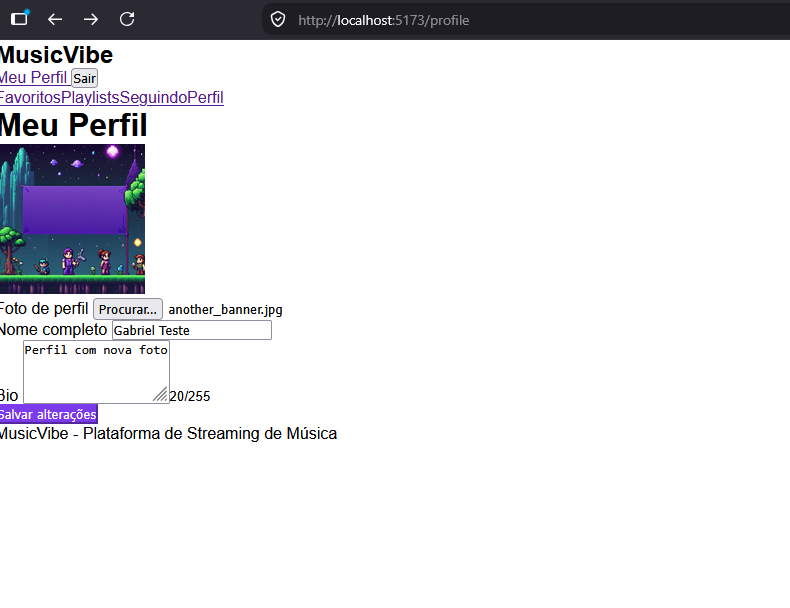 http://localhost:5173/profile
MusicVibe
Meu Perfil Sair
FavoritosPlaylistsSeguindoPerfil
Meu Perfil
Foto de perfil Procurar... another_banner.jpg
Nome completo Gabriel Teste
Perfil com nova foto
Bio 20/255
Salvar alterações
MusicVibe - Plataforma de Streaming de Música